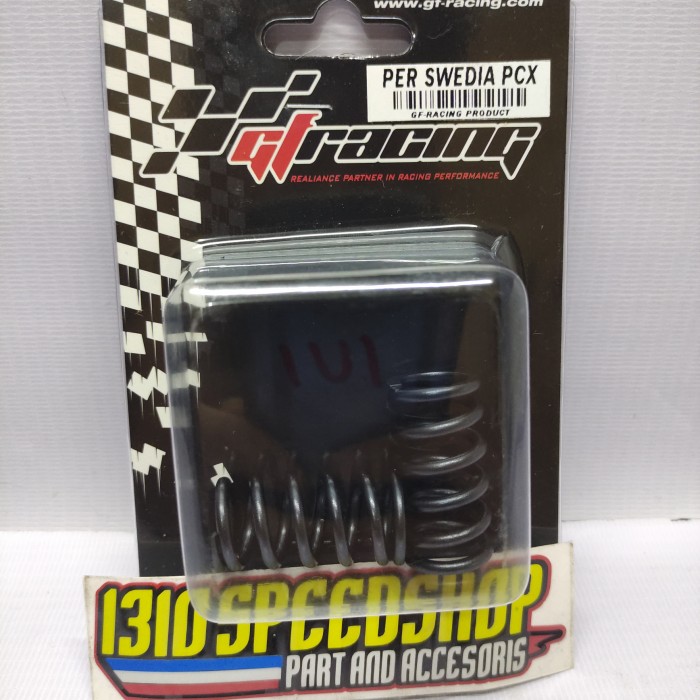 www.gf-racing.com
PER SWEDIA PCX
GF-RACING PRODUCT
gfracing
REALIANCE PARTNER IN RACING PERFORMANCE
1310 SPEEDSHOP
PART AND ACCESORIS